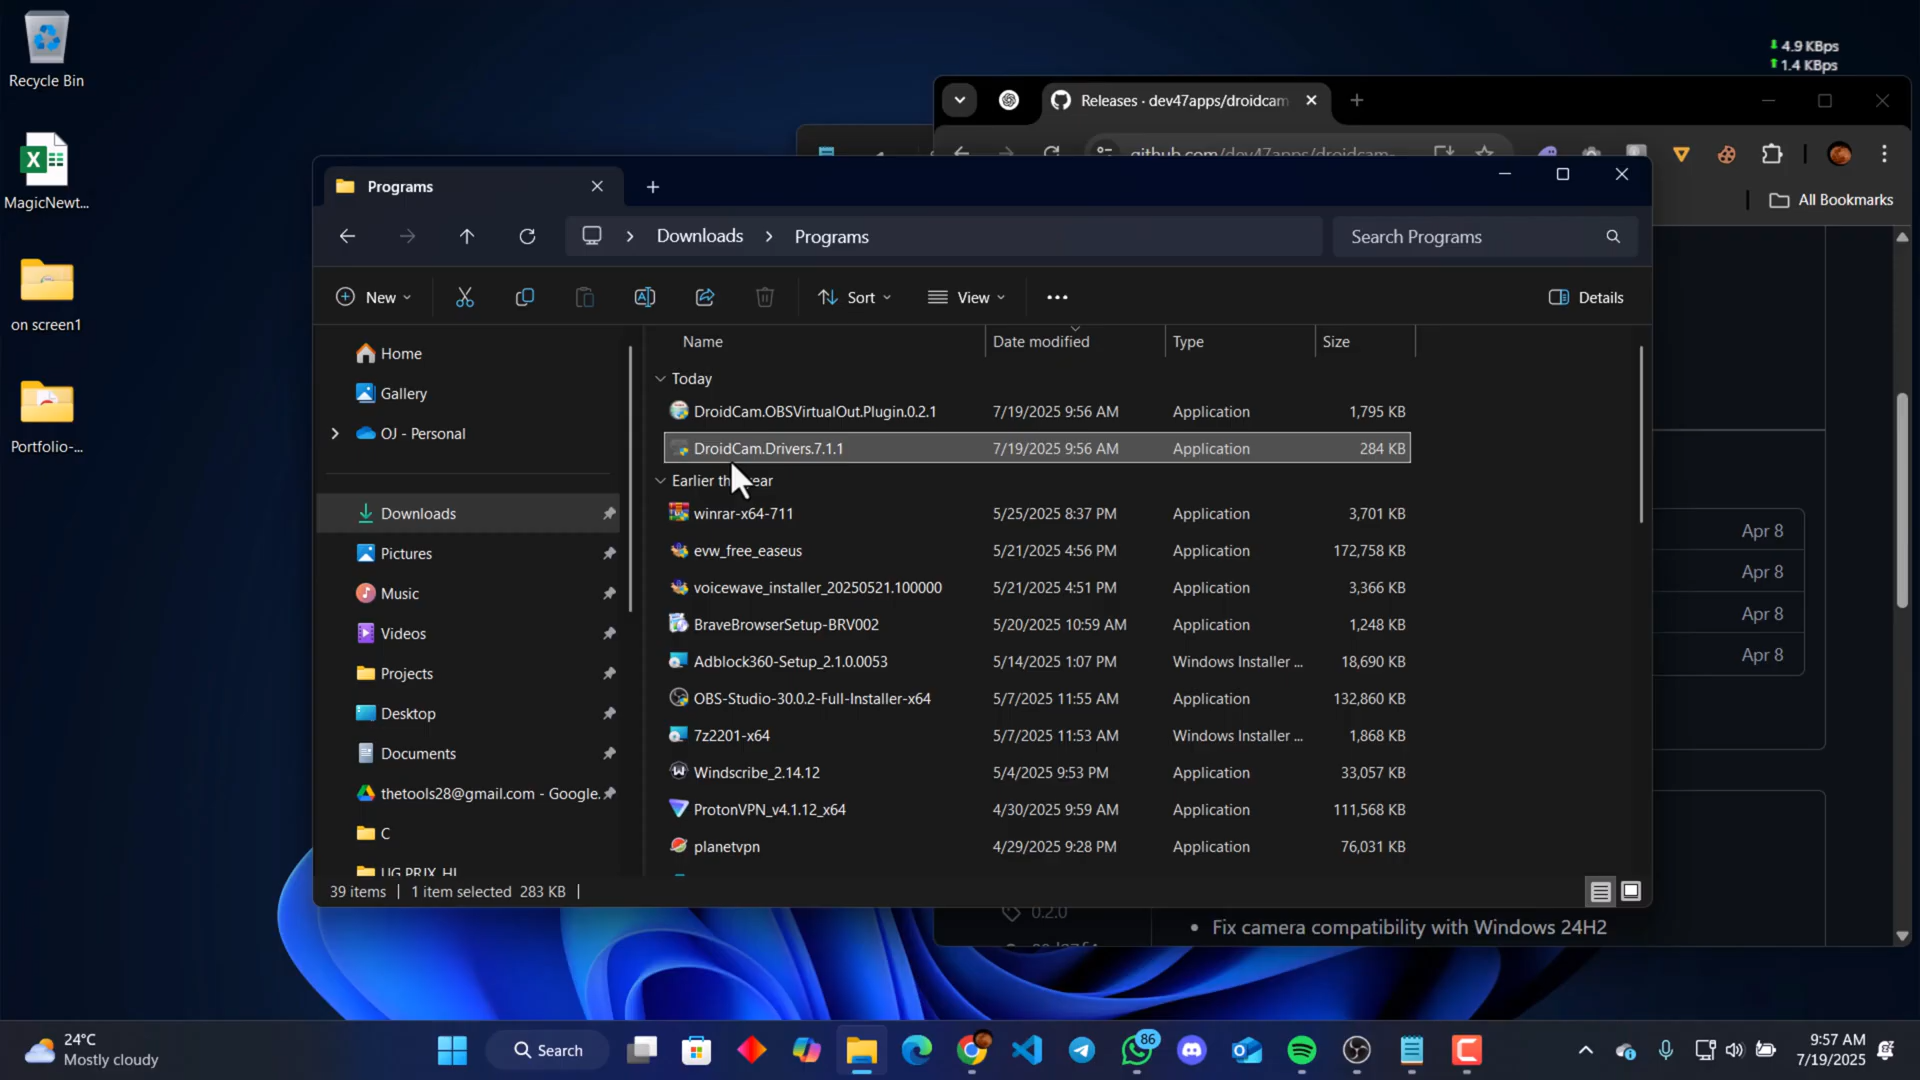 Recycle Bin
MagicNewt...
on screen1
Portfolio-...
4.9 KBps
1.4 KBps
Releases · dev47apps/droidcam
github.com/dev47apps/droidcam-
All Bookmarks
Programs
Downloads
Programs
Search Programs
New
Sort
View
Details
Home
Gallery
OJ - Personal
Downloads
Pictures
Music
Videos
Projects
Desktop
Documents
thetools28@gmail.com - Google.
C
UG PRIX HI
Name Date modified Type Size
Today
DroidCam.OBSVirtualOut.Plugin.0.2.1 7/19/2025 9:56 AM Application 1,795 KB
DroidCam.Drivers.7.1.1 7/19/2025 9:56 AM Application 284 KB
Earlier th ear
winrar-x64-711 5/25/2025 8:37 PM Application 3,701 KB
evw_free_easeus 5/21/2025 4:56 PM Application 172,758 KB
voicewave_installer_20250521.100000 5/21/2025 4:51 PM Application 3,366 KB
BraveBrowserSetup-BRV002 5/20/2025 10:59 AM Application 1,248 KB
Adblock360-Setup_2.1.0.0053 5/14/2025 1:07 PM Windows Installer ... 18,690 KB
OBS-Studio-30.0.2-Full-Installer-x64 5/7/2025 11:55 AM Application 132,860 KB
7z2201-x64 5/7/2025 11:53 AM Windows Installer ... 1,868 KB
Windscribe_2.14.12 5/4/2025 9:53 PM Application 33,057 KB
ProtonVPN_v4.1.12_x64 4/30/2025 9:59 AM Application 111,568 KB
planetvpn 4/29/2025 9:28 PM Application 76,031 KB
39 items 1 item selected 283 KB
Apr 8
Apr 8
Apr 8
Apr 8
0.2.0
• Fix camera compatibility with Windows 24H2
24°C
Mostly cloudy
Search
86
9:57 AM
7/19/2025